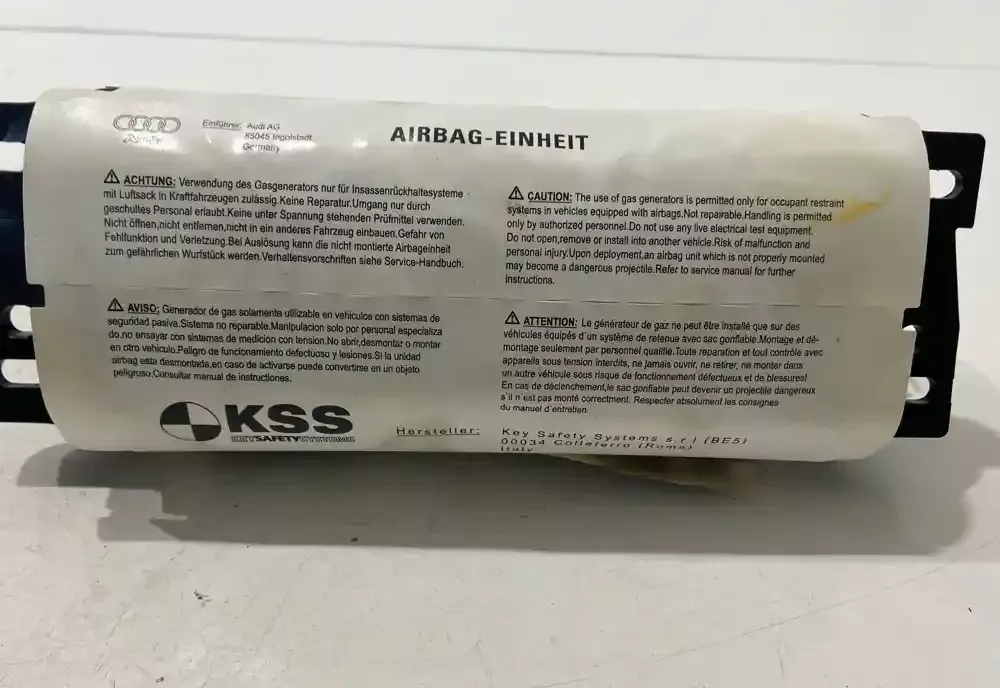 Einführer: Audi AG
85045 Ingolstadt
Germany
AIRBAG-EINHEIT
⚠ ACHTUNG: Verwendung des Gasgenerators nur für Insassenrückhaltesysteme
mit Luftsack in Kraftfahrzeugen zulässig.Keine Reparatur.Umgang nur durch
geschultes Personal erlaubt.Keine unter Spannung stehenden Prüfmittel verwenden.
Nicht öffnen,nicht entfernen,nicht in ein anderes Fahrzeug einbauen.Gefahr von
Fehlfunktion und Verletzung.Bei Auslösung kann die nicht montierte Airbageinheit
zum gefährlichen Wurfstück werden.Verhaltensvorschriften siehe Service-Handbuch.
⚠ CAUTION: The use of gas generators is permitted only for occupant restraint
systems in vehicles equipped with airbags.Not repairable.Handling is permitted
only by authorized personnel.Do not use any live electrical test equipment.
Do not open,remove or install into another vehicle.Risk of malfunction and
personal injury.Upon deployment,an airbag unit which is not properly mounted
may become a dangerous projectile.Refer to service manual for further
instructions.
⚠ AVISO: Generador de gas solamente utilizable en vehiculos con sistemas de
seguridad pasiva.Sistema no reparable.Manipulacion solo por personal especializa
do.no ensayar con sistemas de medicion con tension.No abrir,desmontar o montar
en otro vehiculo.Peligro de funcionamiento defectuoso y lesiones.Si la unidad
airbag esta desmontada,en caso de activarse puede convertirse en un objeto
peligroso.Consultar manual de instructiones.
⚠ ATTENTION: Le générateur de gaz ne peut être installé que sur des
véhicules équipés d'un système de retenue avec sac gonflable.Montage et dé-
montage seulement par personnel qualifié.Toute reparation et tout contrôle avec
appareils sous tension interdits, ne jamais ouvrir, ne retirer, ne monter dans
un autre véhicule sous risque de fonctionnement défectueux et de blessures!
En cas de déclenchement,le sac gonflable peut devenir un projectile dangereux
s'il n'est pas monté correctement. Respecter absolument les consignes
du manuel d'entretien.
KSS
KEYSAFETYSYSTEMS
Hersteller: Key Safety Systems s.r.l (BE5)
00034 Colleferro (Roma)
Italy